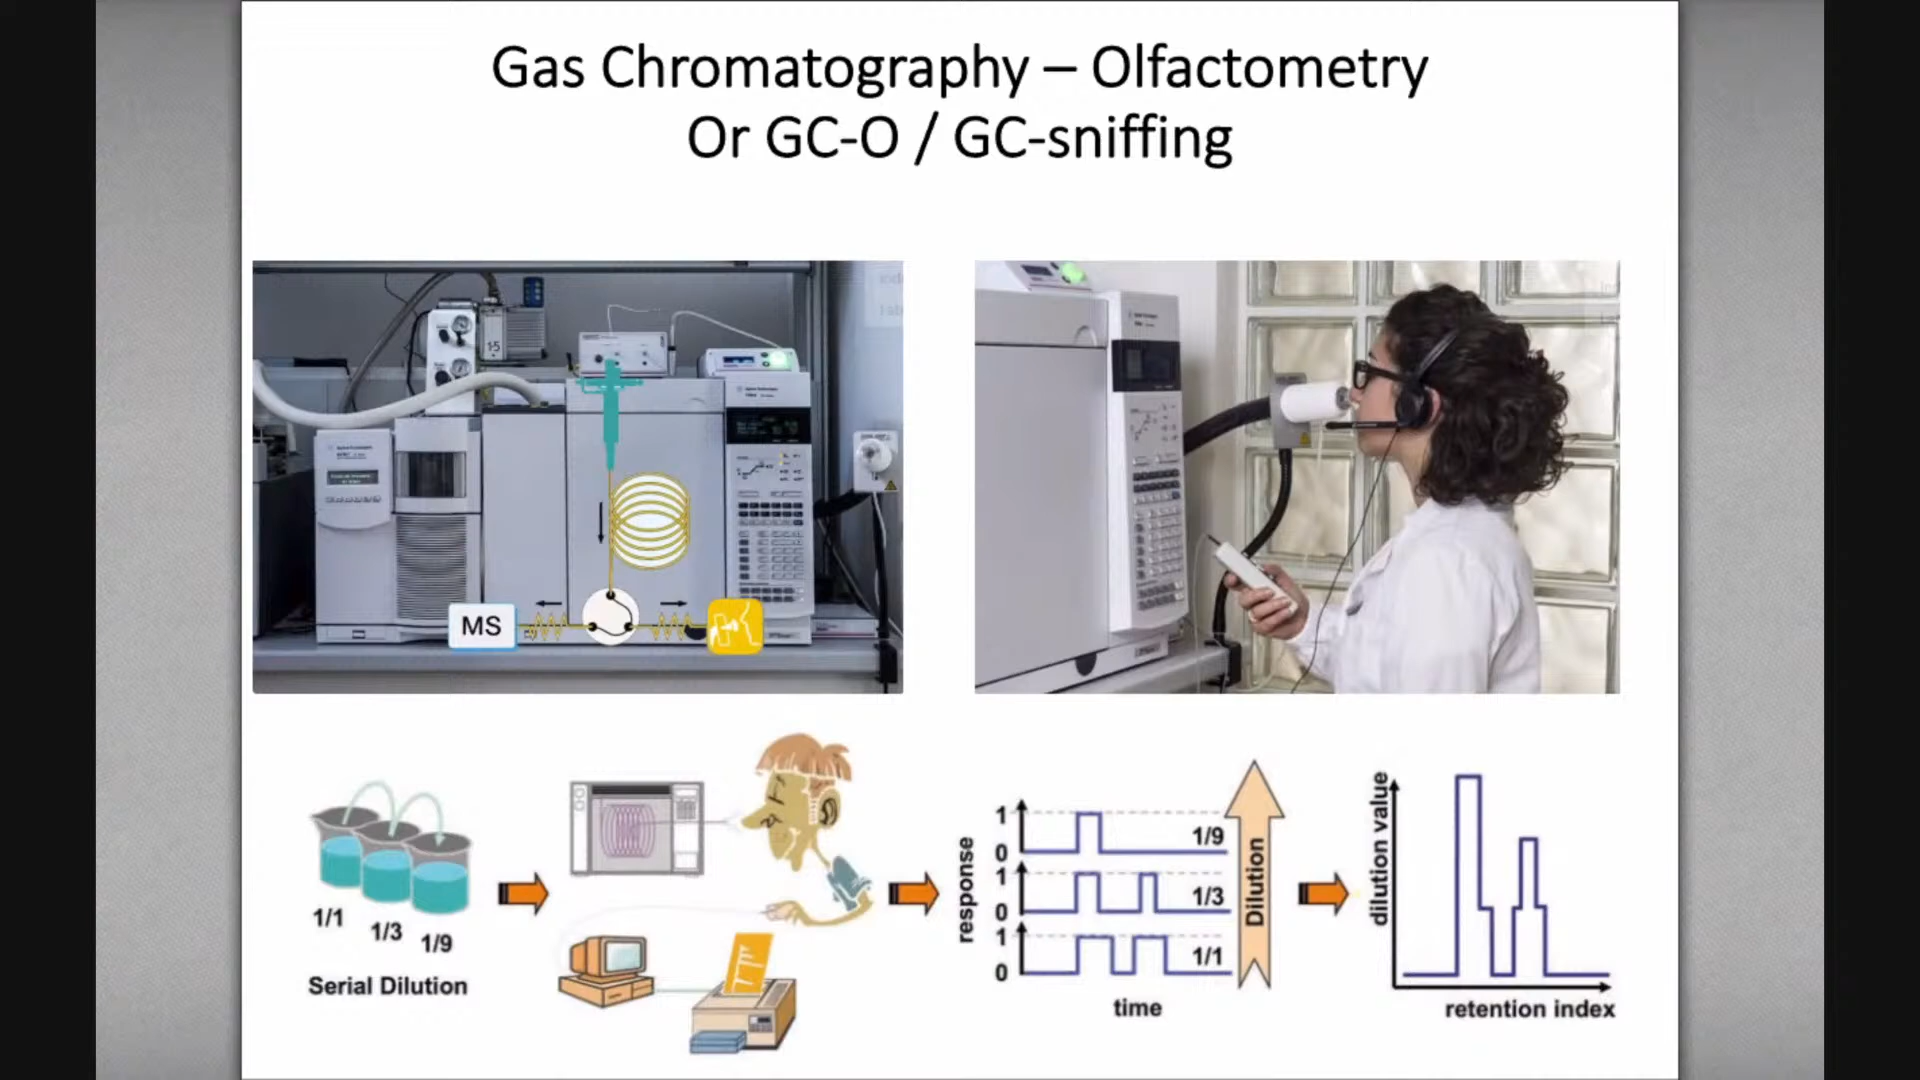 Gas Chromatography – Olfactometry
Or GC-O / GC-sniffing
MS
1/1
1/3
1/9
Serial Dilution
response
1
0
1/9
1
0
1/3
1
0
1/1
time
Dilution
dilution value
retention index